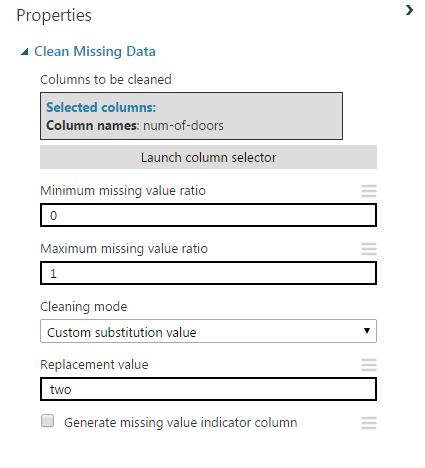 Properties
Clean Missing Data
Columns to be cleaned
Selected columns:
Column names: num-of-doors
Launch column selector
Minimum missing value ratio
0
Maximum missing value ratio
1
Cleaning mode
Custom substitution value
Replacement value
two
Generate missing value indicator column